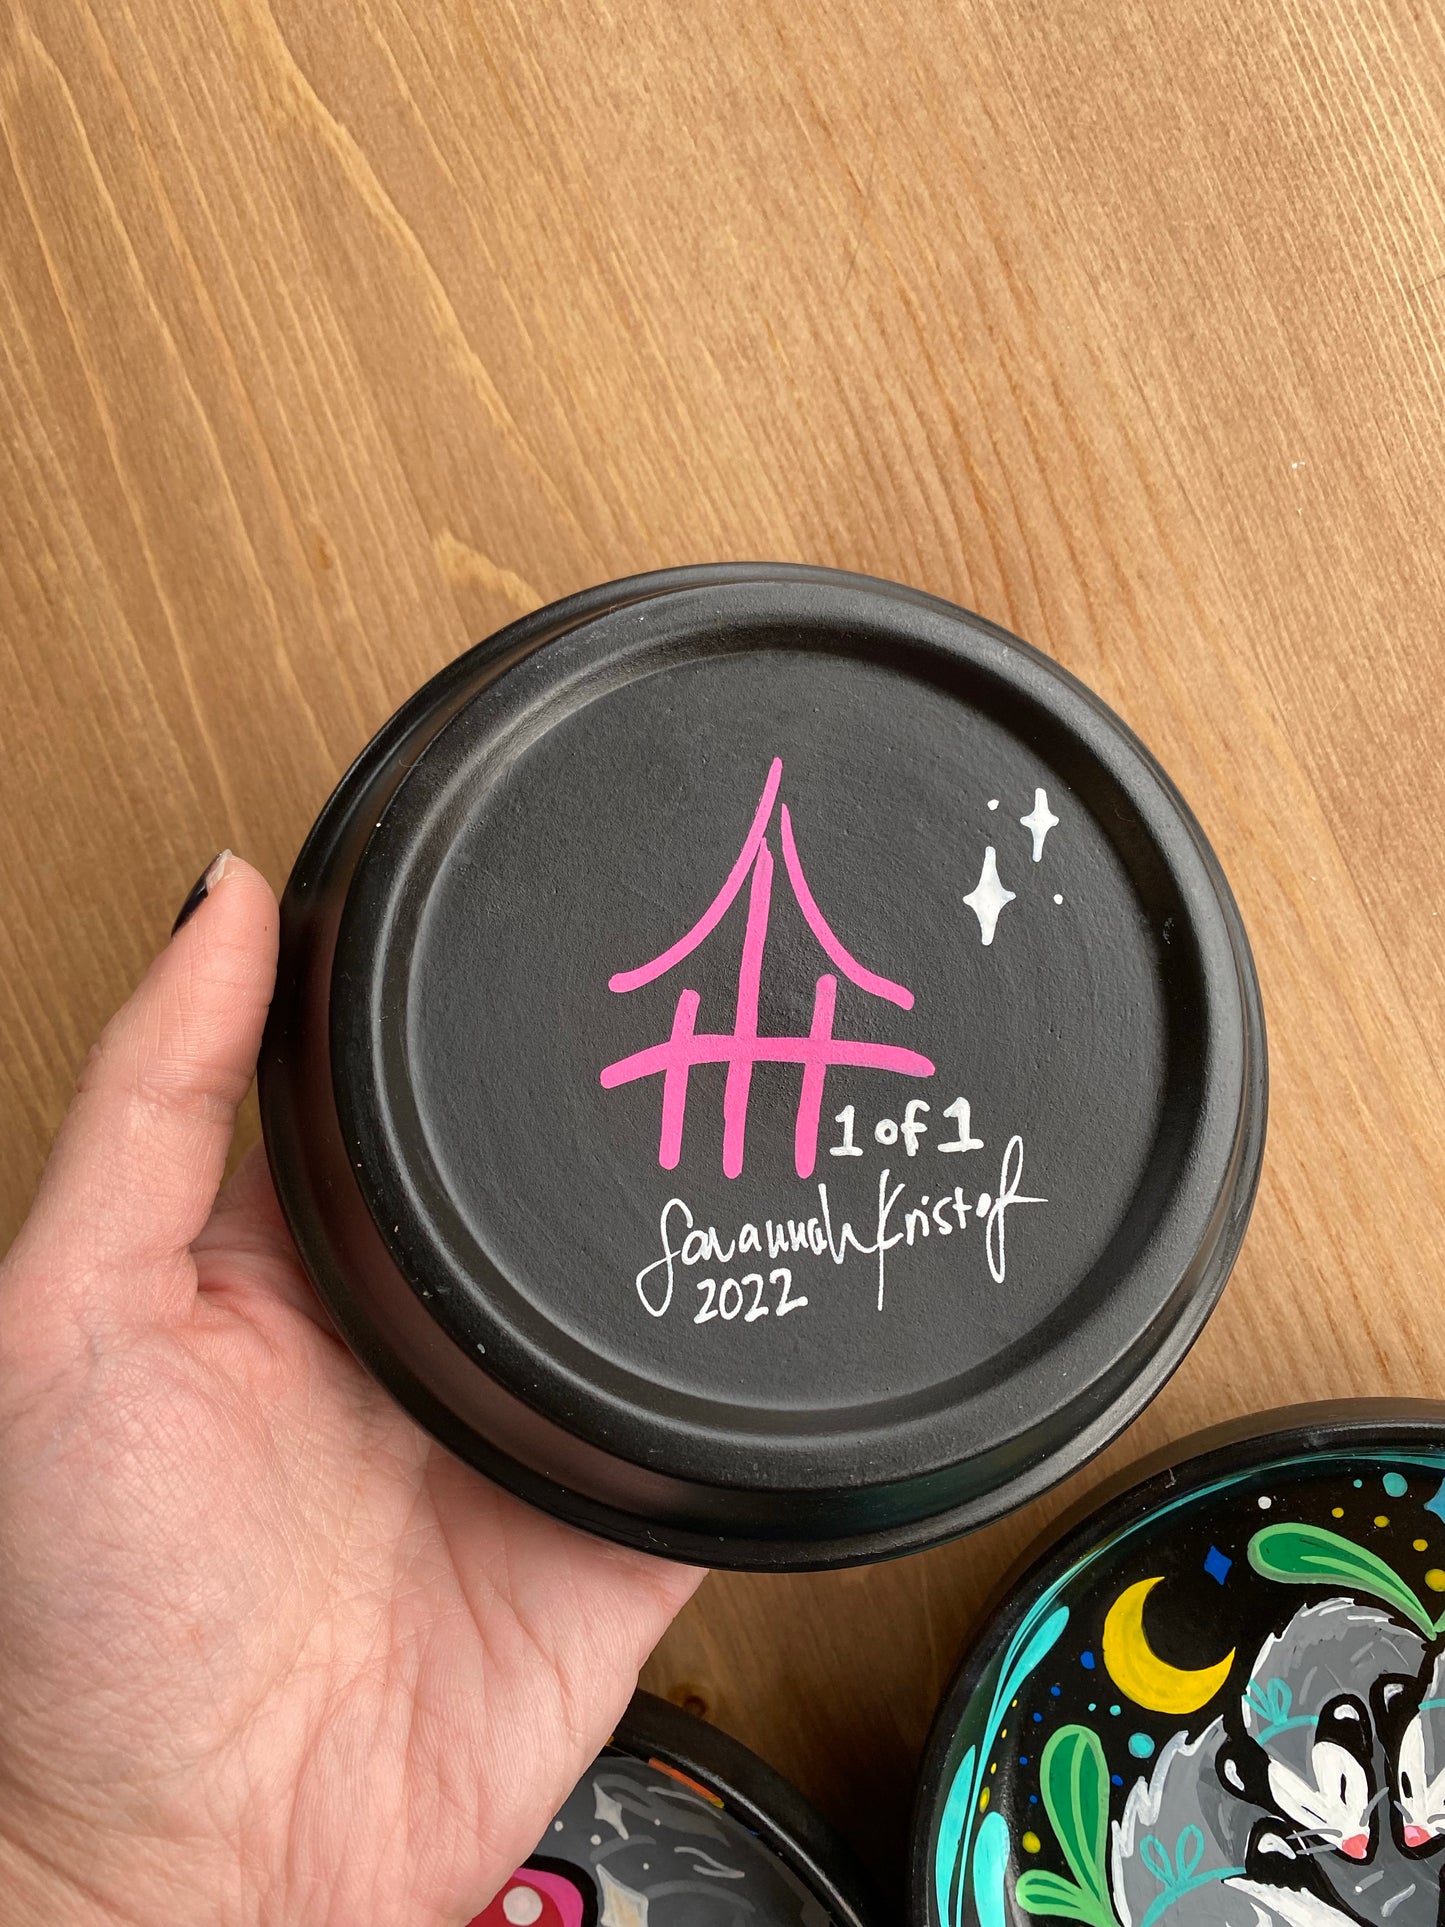 1 of 1
Savannah Kristof
2022